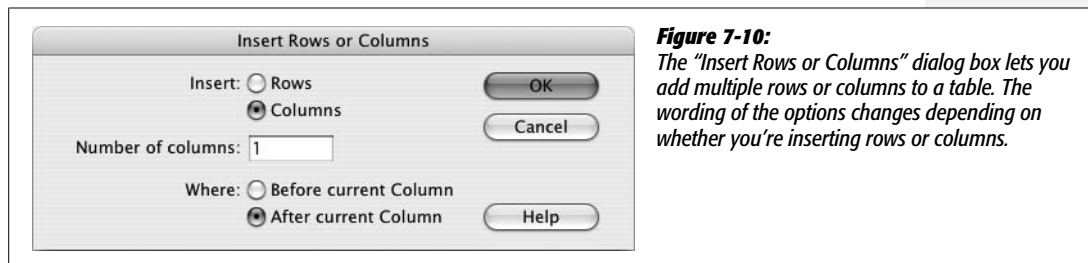 Insert Rows or Columns
Insert: Rows
Columns
Number of columns: 1
Where: Before current Column
After current Column
OK
Cancel
Help
Figure 7-10:
The “Insert Rows or Columns” dialog box lets you
add multiple rows or columns to a table. The
wording of the options changes depending on
whether you’re inserting rows or columns.